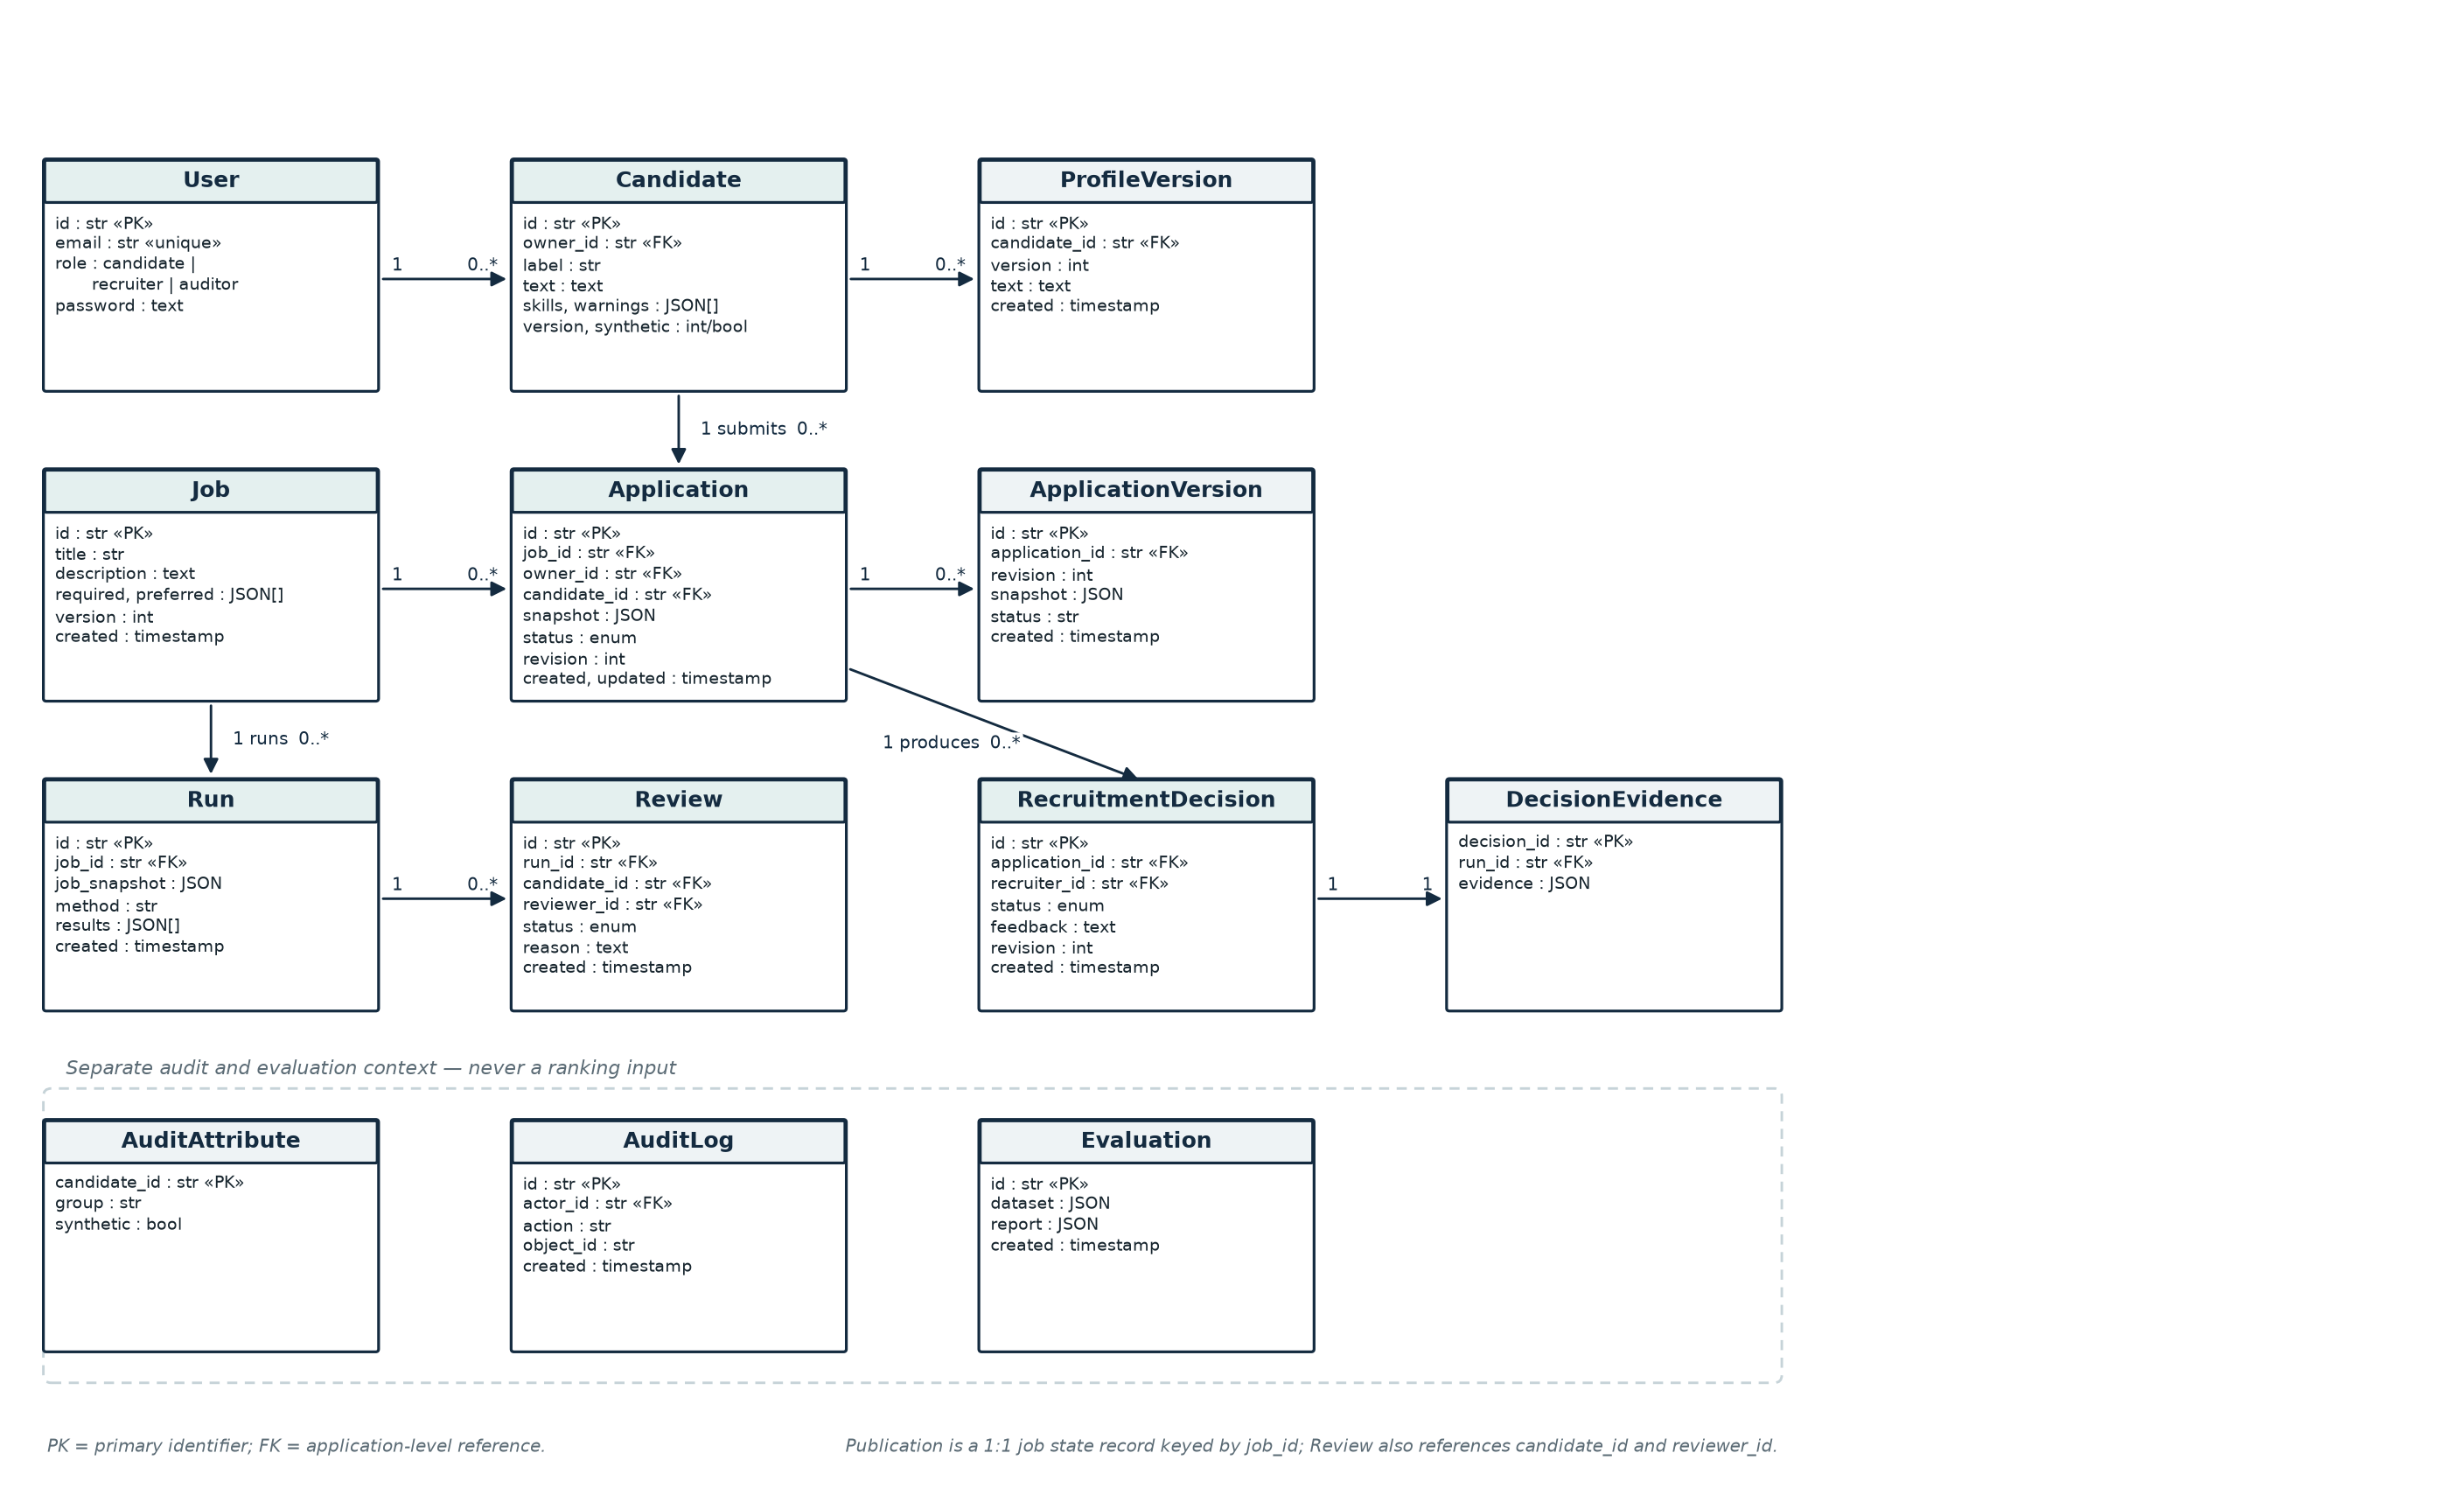 User
id : str «PK»
email : str «unique»
role : candidate |
recruiter | auditor
password : text
1 0..*
Candidate
id : str «PK»
owner_id : str «FK»
label : str
text : text
skills, warnings : JSON[]
version, synthetic : int/bool
1 0..*
ProfileVersion
id : str «PK»
candidate_id : str «FK»
version : int
text : text
created : timestamp
1 submits 0..*
Job
id : str «PK»
title : str
description : text
required, preferred : JSON[]
version : int
created : timestamp
1 0..*
Application
id : str «PK»
job_id : str «FK»
owner_id : str «FK»
candidate_id : str «FK»
snapshot : JSON
status : enum
revision : int
created, updated : timestamp
1 0..*
ApplicationVersion
id : str «PK»
application_id : str «FK»
revision : int
snapshot : JSON
status : str
created : timestamp
1 runs 0..*
1 produces 0..*
Run
id : str «PK»
job_id : str «FK»
job_snapshot : JSON
method : str
results : JSON[]
created : timestamp
1 0..*
Review
id : str «PK»
run_id : str «FK»
candidate_id : str «FK»
reviewer_id : str «FK»
status : enum
reason : text
created : timestamp
RecruitmentDecision
id : str «PK»
application_id : str «FK»
recruiter_id : str «FK»
status : enum
feedback : text
revision : int
created : timestamp
1 1
DecisionEvidence
decision_id : str «PK»
run_id : str «FK»
evidence : JSON
Separate audit and evaluation context — never a ranking input
AuditAttribute
candidate_id : str «PK»
group : str
synthetic : bool
AuditLog
id : str «PK»
actor_id : str «FK»
action : str
object_id : str
created : timestamp
Evaluation
id : str «PK»
dataset : JSON
report : JSON
created : timestamp
PK = primary identifier; FK = application-level reference.
Publication is a 1:1 job state record keyed by job_id; Review also references candidate_id and reviewer_id.